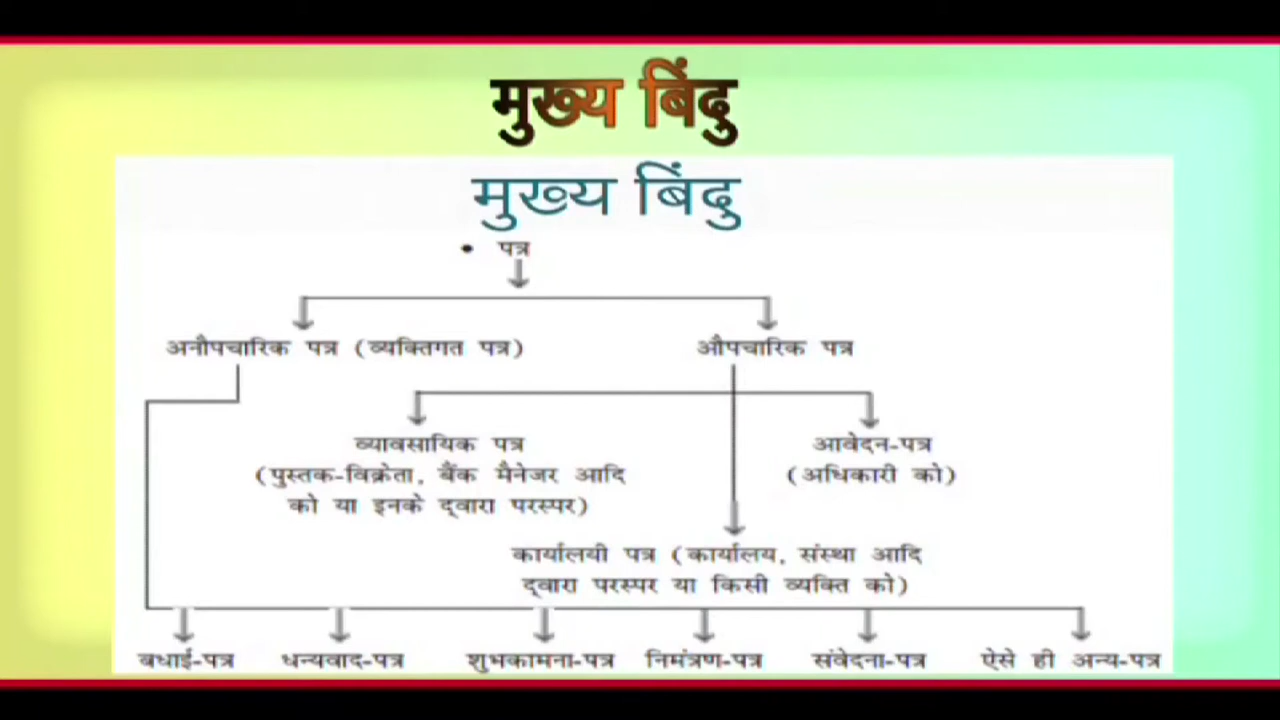 मुख्य बिंदु
मुख्य बिंदु
• पत्र
अनौपचारिक पत्र (व्यक्तिगत पत्र)
औपचारिक पत्र
व्यावसायिक पत्र
(पुस्तक-विक्रेता, बैंक मैनेजर आदि
को या इनके द्वारा परस्पर)
आवेदन-पत्र
(अधिकारी को)
कार्यालयी पत्र (कार्यालय, संस्था आदि
द्वारा परस्पर या किसी व्यक्ति को)
बधाई-पत्र
धन्यवाद-पत्र
शुभकामना-पत्र
निमंत्रण-पत्र
संवेदना-पत्र
ऐसे ही अन्य-पत्र